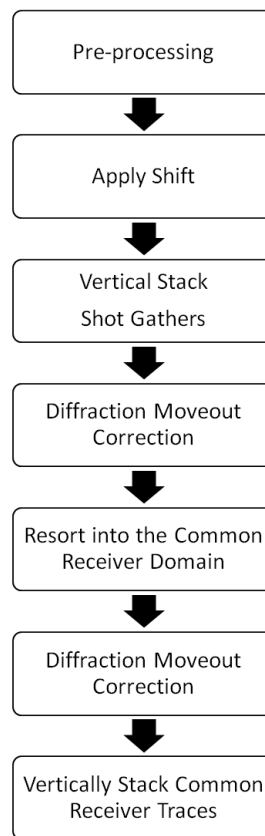 Pre-processing
Apply Shift
Vertical Stack
Shot Gathers
Diffraction Moveout
Correction
Resort into the Common
Receiver Domain
Diffraction Moveout
Correction
Vertically Stack Common
Receiver Traces